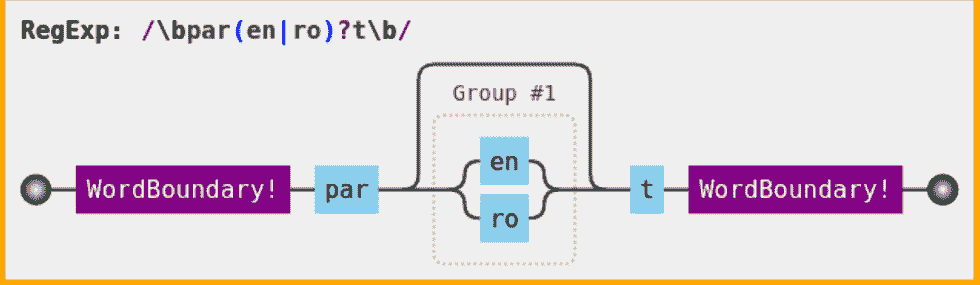 RegExp: /\bpar(en|ro)?t\b/
Group #1
en
WordBoundary! par t WordBoundary!
ro